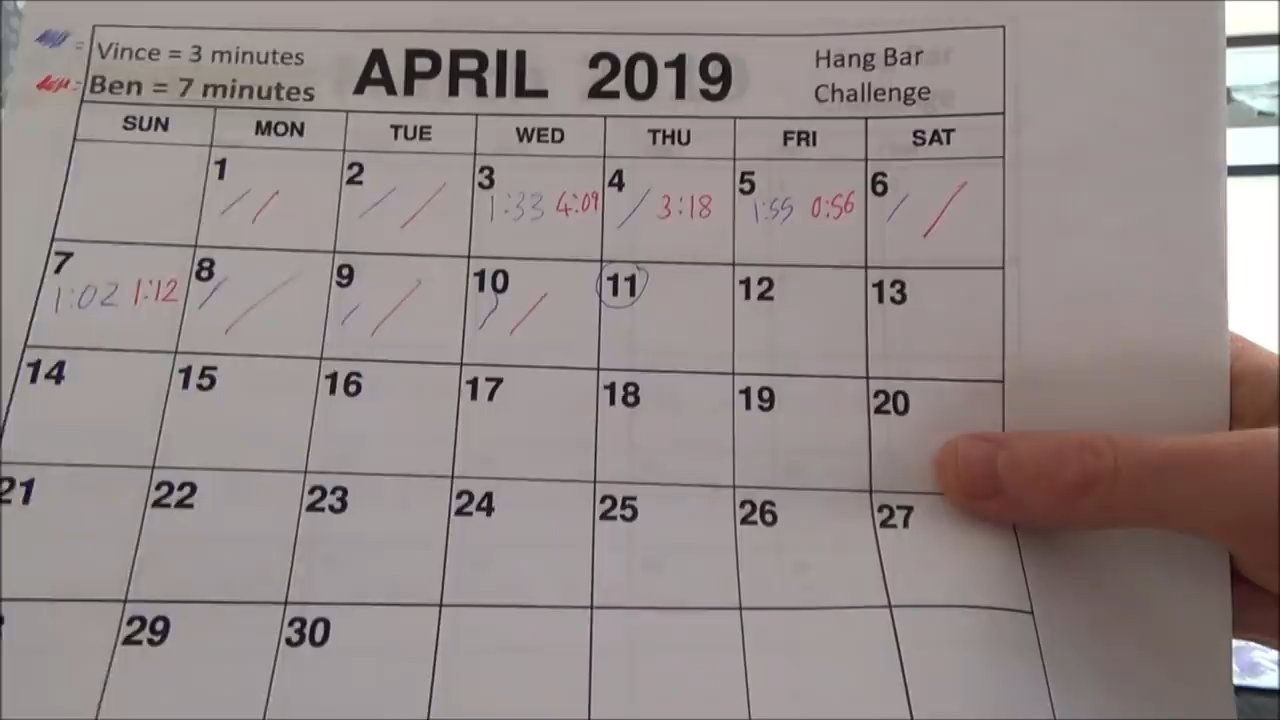 Vince = 3 minutes
Ben = 7 minutes
APRIL 2019
Hang Bar
Challenge
SUN MON TUE WED THU FRI SAT
1 2 3 4 5 6
1:33 4:09 3:18 1:55 0:56
7 8 9 10 11 12 13
1:02 1:12
14 15 16 17 18 19 20
21 22 23 24 25 26 27
29 30